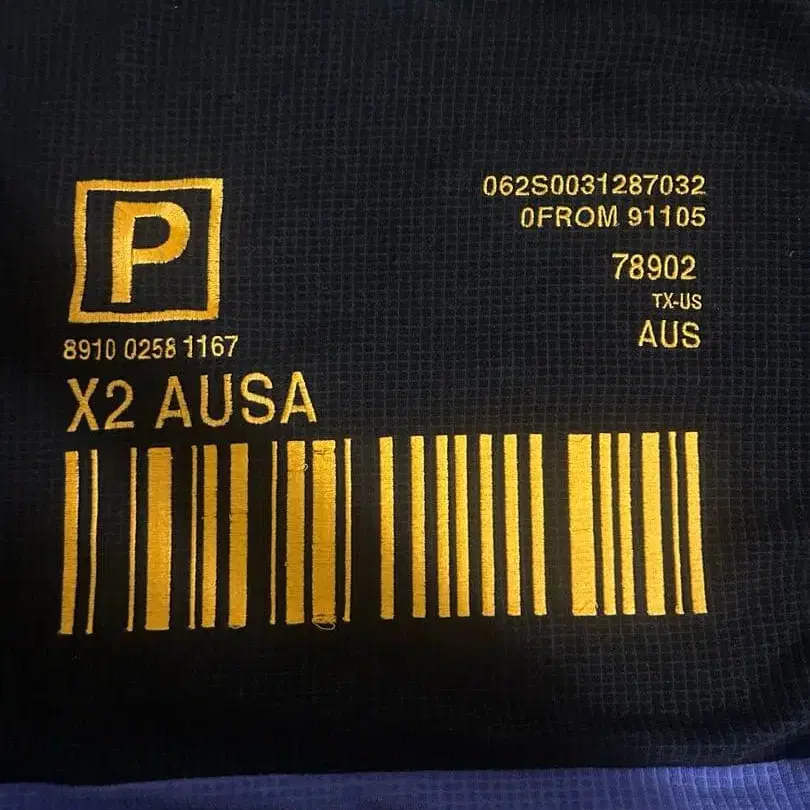 P
8910 0258 1167
X2 AUSA
062S0031287032
0FROM 91105
78902
TX-US
AUS